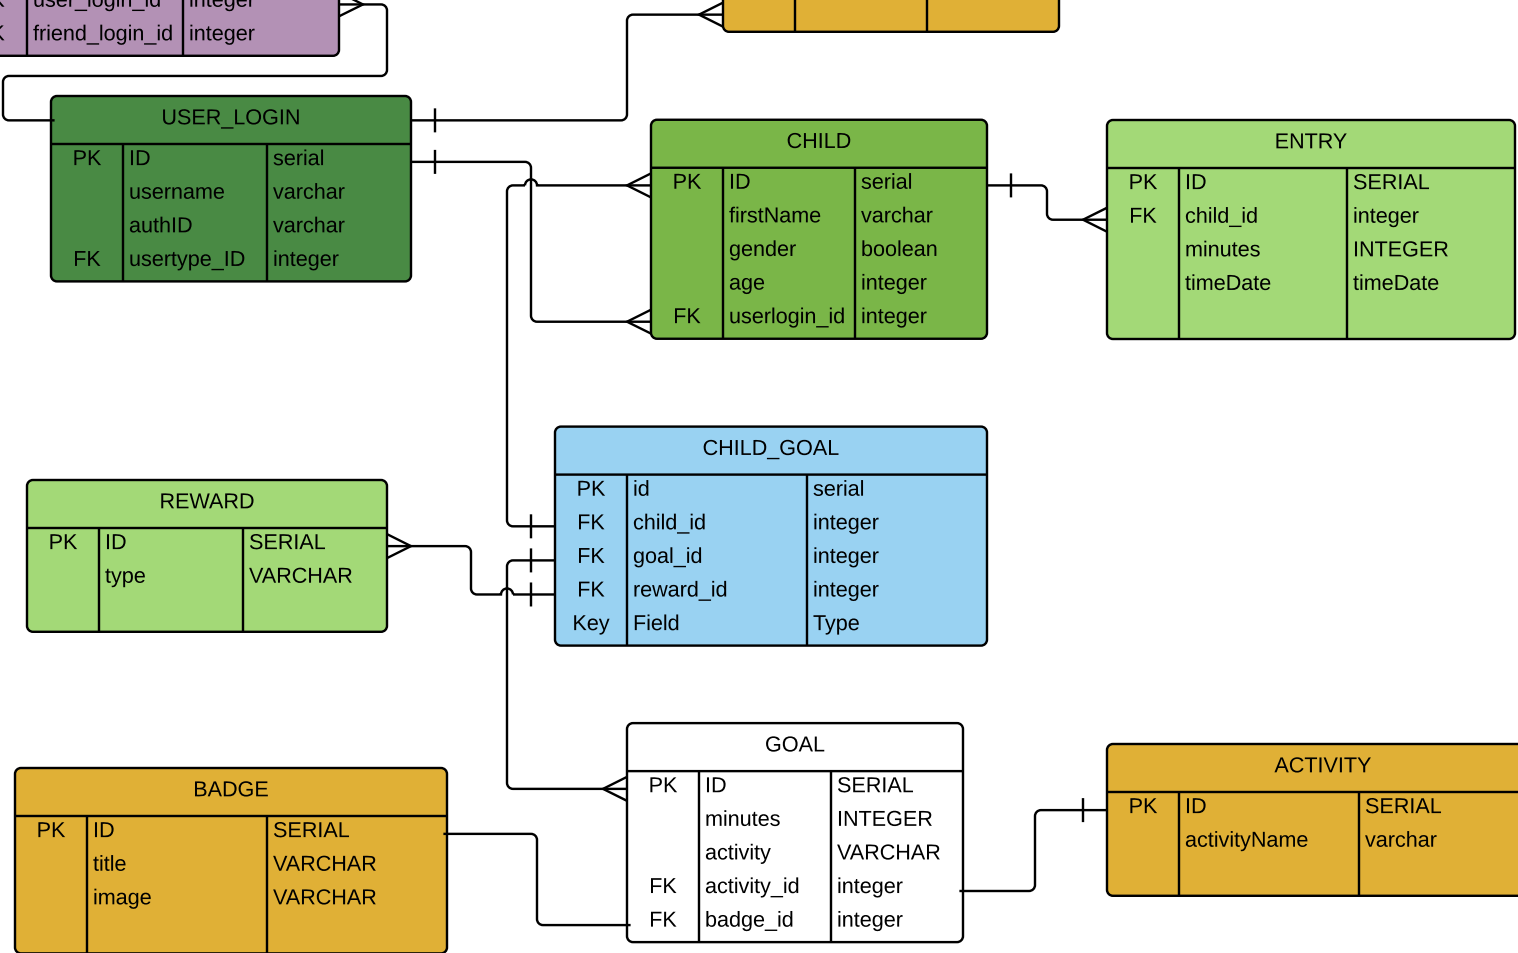 user_login_id integer
friend_login_id integer
USER_LOGIN
PK ID serial
username varchar
authID varchar
FK usertype_ID integer
CHILD
PK ID serial
firstName varchar
gender boolean
age integer
FK userlogin_id integer
ENTRY
PK ID SERIAL
FK child_id integer
minutes INTEGER
timeDate timeDate
CHILD_GOAL
PK id serial
FK child_id integer
FK goal_id integer
FK reward_id integer
Key Field Type
REWARD
PK ID SERIAL
type VARCHAR
GOAL
PK ID SERIAL
minutes INTEGER
activity VARCHAR
FK activity_id integer
FK badge_id integer
BADGE
PK ID SERIAL
title VARCHAR
image VARCHAR
ACTIVITY
PK ID SERIAL
activityName varchar